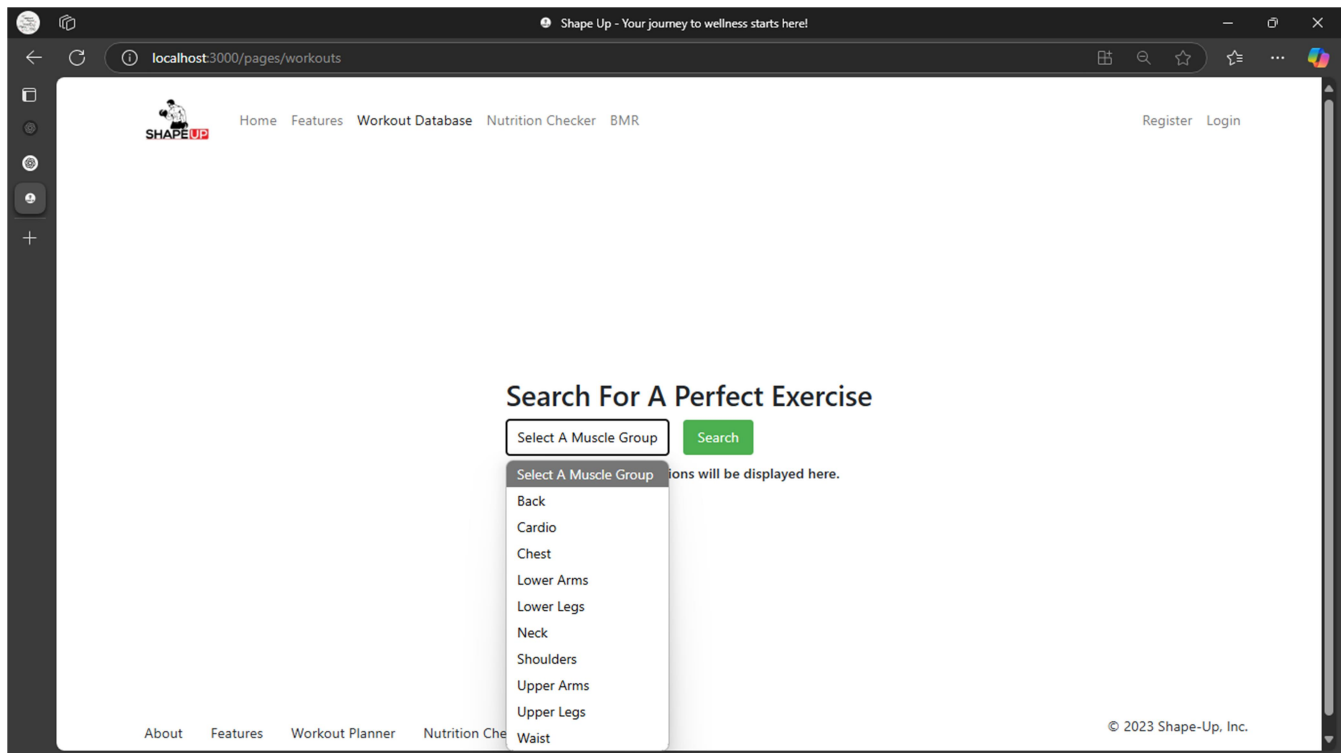 Shape Up - Your journey to wellness starts here!
localhost:3000/pages/workouts
SHAPEUP
Home Features Workout Database Nutrition Checker BMR
Register Login
Search For A Perfect Exercise
Select A Muscle Group
Search
Select A Muscle Group
will be displayed here.
Back
Cardio
Chest
Lower Arms
Lower Legs
Neck
Shoulders
Upper Arms
Upper Legs
Waist
About Features Workout Planner Nutrition
© 2023 Shape-Up, Inc.